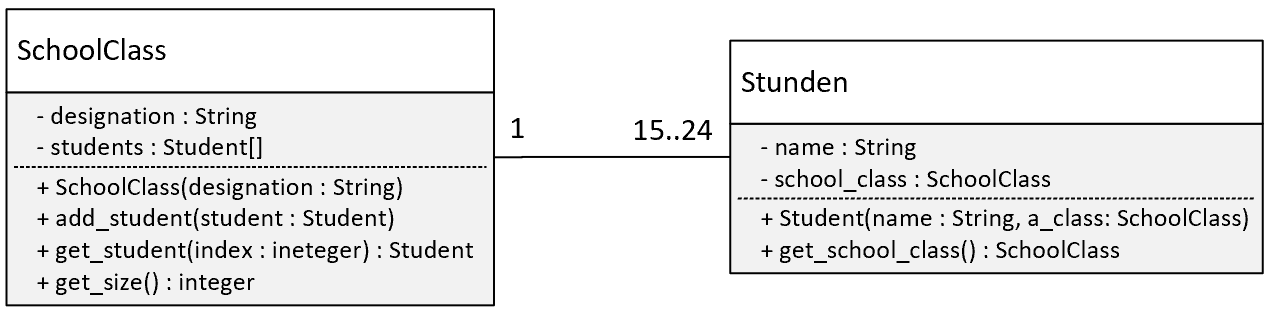 SchoolClass
- designation : String
- students : Student[]
+ SchoolClass(designation : String)
+ add_student(student : Student)
+ get_student(index : ineteger) : Student
+ get_size() : integer
1
15..24
Stunden
- name : String
- school_class : SchoolClass
+ Student(name : String, a_class: SchoolClass)
+ get_school_class() : SchoolClass